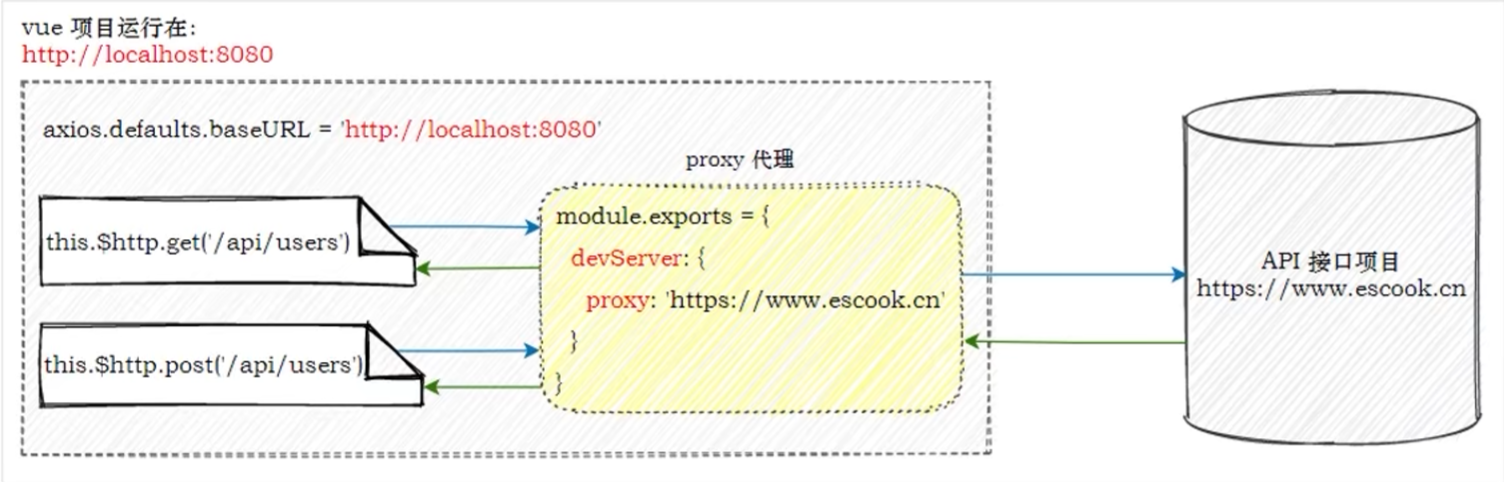 vue 项目运行在:
http://localhost:8080
axios.defaults.baseURL = 'http://localhost:8080'
proxy 代理
this.$http.get('/api/users')
this.$http.post('/api/users')
module.exports = {
devServer: {
proxy: 'https://www.escook.cn'
}
}
API 接口项目
https://www.escook.cn